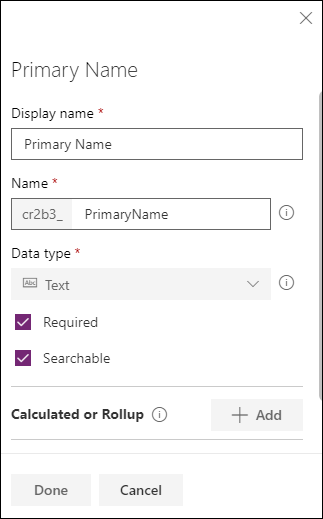 Primary Name
Display name *
Primary Name
Name *
cr2b3_ PrimaryName
Data type *
Abc Text
Required
Searchable
Calculated or Rollup + Add
Done Cancel